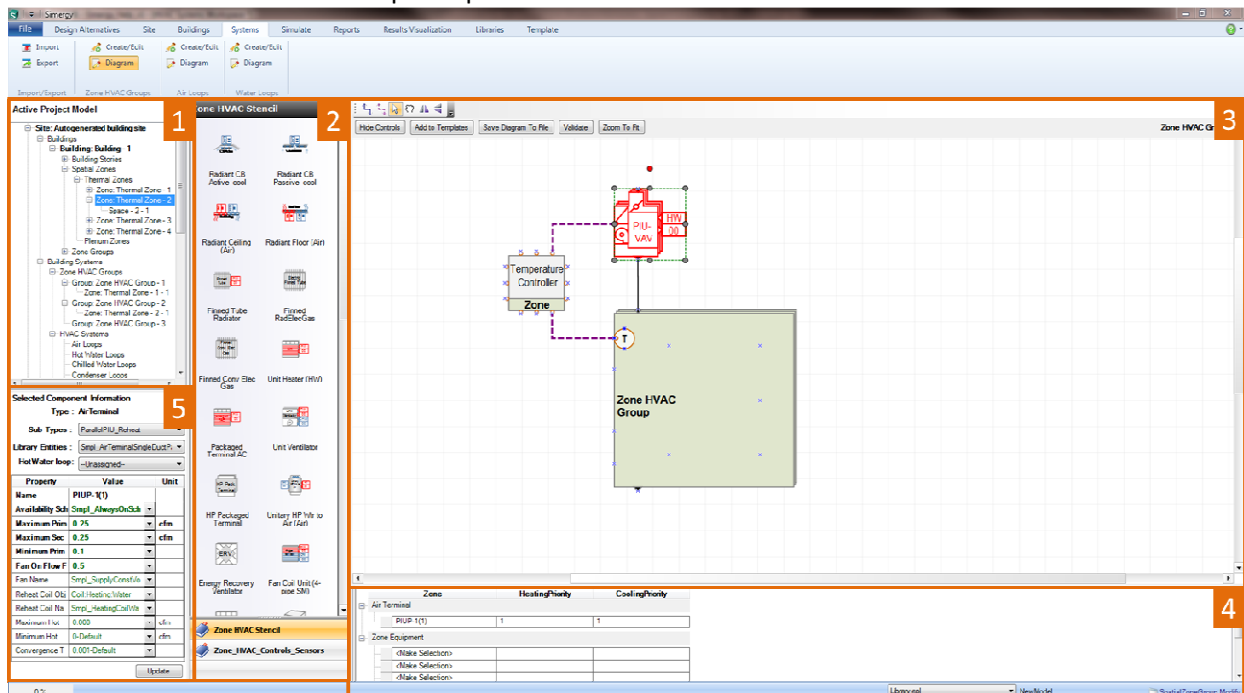 Simergy
File Design Alternatives Site Buildings Systems Simulate Reports Results Visualization Libraries Template
Import Create/Edit Create/Edit Create/Edit
Export Diagram Diagram Diagram
Import/Export Zone HVAC Groups Air Loops Water Loops
Active Project Model
1
Site: Autogenerated building site
Buildings
Building: Building - 1
Building Stories
Spatial Zones
Thermal Zones
Zone: Thermal Zone - 1
Zone: Thermal Zone - 2
Space - 2 - 1
Zone: Thermal Zone - 3
Zone: Thermal Zone - 4
Plenum Zones
Zone Groups
Building Systems
Zone HVAC Groups
Group: Zone HVAC Group - 1
Zone: Thermal Zone - 1 - 1
Group: Zone HVAC Group - 2
Zone: Thermal Zone - 2 - 1
Group: Zone HVAC Group - 3
HVAC Systems
Air Loops
Hot Water Loops
Chilled Water Loops
Condenser Loops
Selected Component Information
5
Type : AirTerminal
Sub Types : ParallelPIU_Reheat
Library Entities : Smpl_AirTerminalSingleDuctP
HotWater loop: --Unassigned--
Property Value Unit
Name PIUP-1(1)
Availability Sch Smpl_AlwaysOnSch
Maximum Prim 0.25 cfm
Maximum Sec 0.25 cfm
Minimum Prim 0.1
Fan On Flow F 0.5
Fan Name Smpl_SupplyConstVo
Reheat Coil Obj Coil:Heating:Water
Reheat Coil Na Smpl_HeatingCoilWa
Maximum Hot 0.000 cfm
Minimum Hot 0-Default cfm
Convergence T 0.001-Default
Update
one HVAC Stencil
2
Radiant CB
Active cool
Radiant CB
Passive cool
Radiant Ceiling
(Air)
Radiant Floor (Air)
Finned Tube
Radiator
Finned
RadElecGas
Finned Conv Elec
Gas
Unit Heater (HW)
Packaged
Terminal AC
Unit Ventilator
HP Packaged
Terminal
Unitary HP Wtr to
Air (Air)
ERV
Energy Recovery
Ventilator
Fan Coil Unit (4-
pipe SM)
Zone HVAC Stencil
Zone_HVAC_Controls_Sensors
3
Hide Controls Add to Templates Save Diagram To File Validate Zoom To Fit Zone HVAC Gr
PIU-
VAV
HW
00
Temperature
Controller
Zone
T
Zone HVAC
Group
Zone HeatingPriority CoolingPriority
4
Air Terminal
PIUP-1(1) 1 1
Zone Equipment
<Make Selection>
<Make Selection>
<Make Selection>
0 %
NewModel